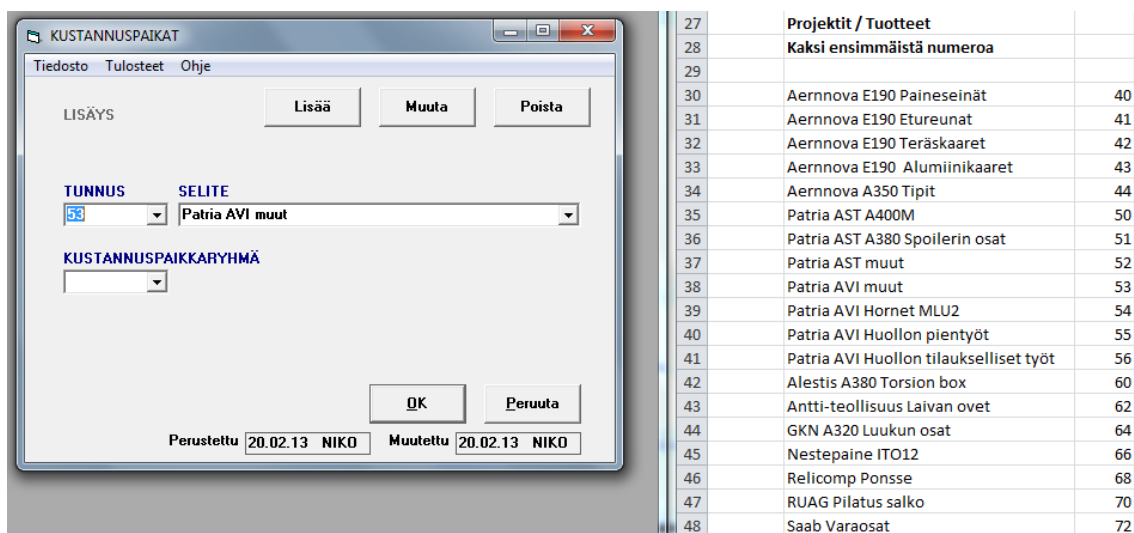 KUSTANNUSPAIKAT
Tiedosto Tulosteet Ohje
LISÄYS
Lisää Muuta Poista
TUNNUS SELITE
53 Patria AVI muut
KUSTANNUSPAIKKARYHMÄ
OK Peruuta
Perustettu 20.02.13 NIKO Muutettu 20.02.13 NIKO
27 Projektit / Tuotteet
28 Kaksi ensimmäistä numeroa
29
30 Aernnova E190 Paineseinät 40
31 Aernnova E190 Etureunat 41
32 Aernnova E190 Teräskaaret 42
33 Aernnova E190 Alumiinikaaret 43
34 Aernnova A350 Tipit 44
35 Patria AST A400M 50
36 Patria AST A380 Spoilerin osat 51
37 Patria AST muut 52
38 Patria AVI muut 53
39 Patria AVI Hornet MLU2 54
40 Patria AVI Huollon pientyöt 55
41 Patria AVI Huollon tilaukselliset työt 56
42 Alestis A380 Torsion box 60
43 Antti-teollisuus Laivan ovet 62
44 GKN A320 Luukun osat 64
45 Nestepaine ITO12 66
46 Relicomp Ponsse 68
47 RUAG Pilatus salko 70
48 Saab Varaosat 72